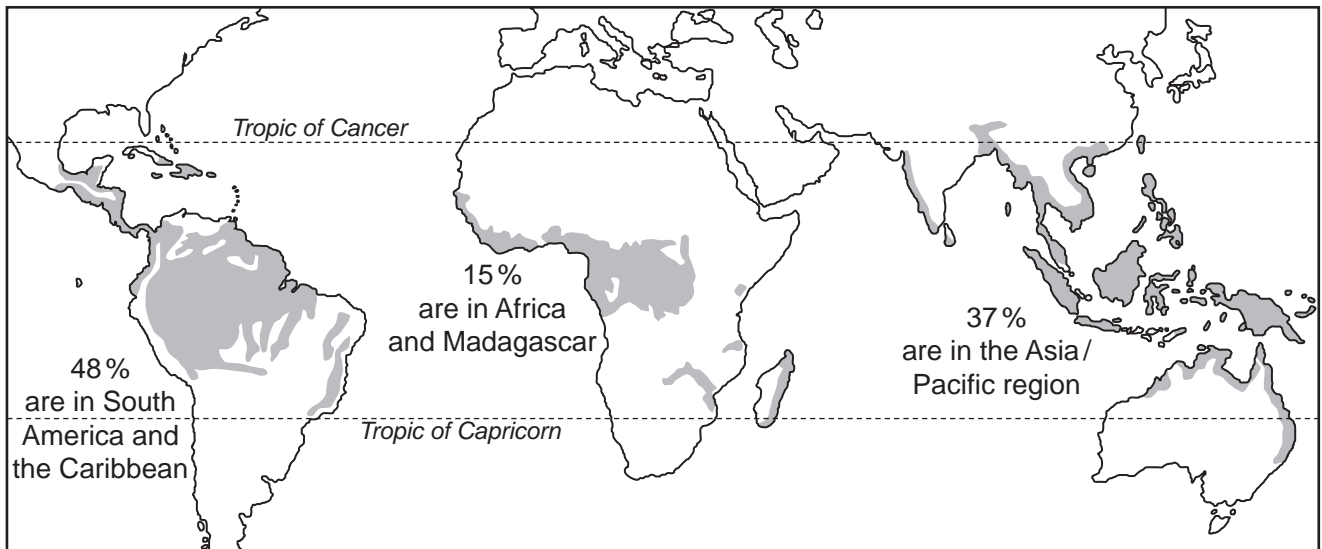 Tropic of Cancer
15%
are in Africa
and Madagascar
37%
are in the Asia/
Pacific region
48%
are in South
America and
the Caribbean
Tropic of Capricorn